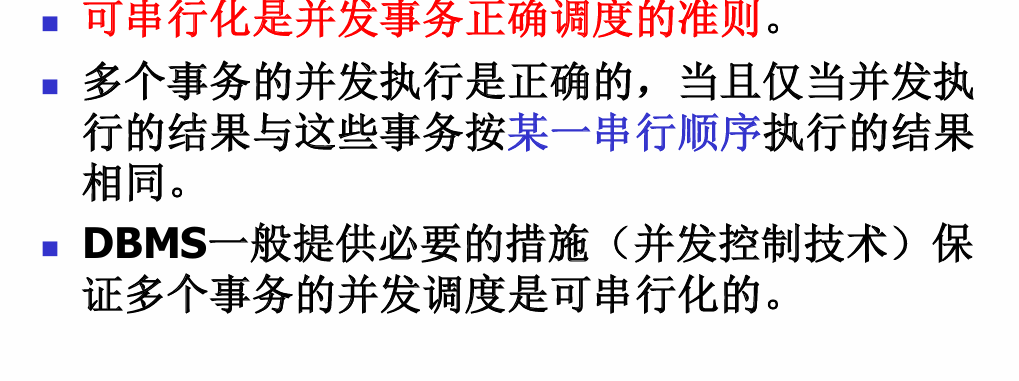 可串行化是并发事务正确调度的准则。
多个事务的并发执行是正确的，当且仅当并发执
行的结果与这些事务按某一串行顺序执行的结果
相同。
DBMS一般提供必要的措施（并发控制技术）保
证多个事务的并发调度是可串行化的。